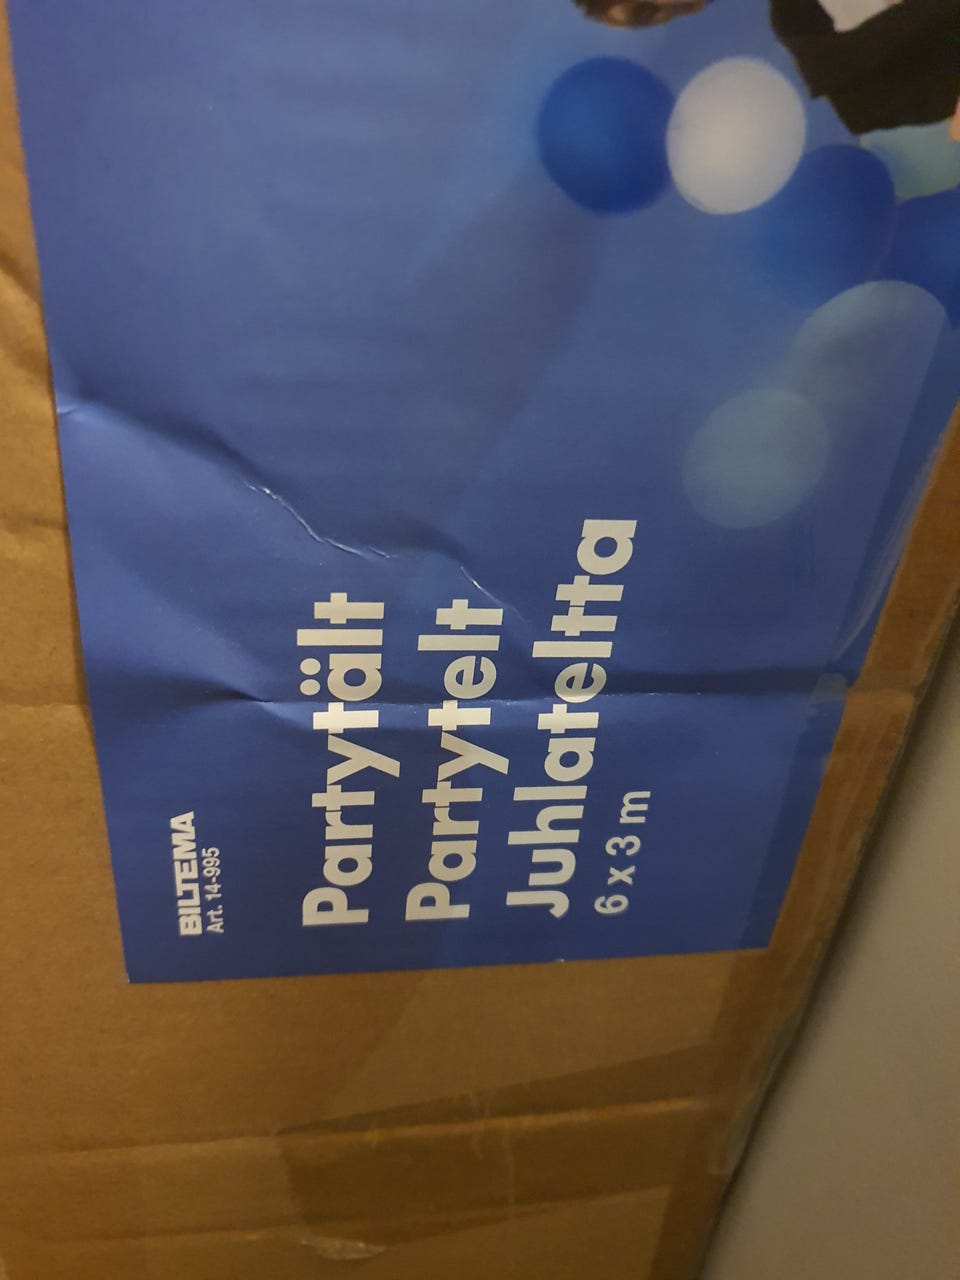 BILTEMA
Art. 14-995
Partytält
Partytelt
Juhlateltta
6 x 3 m